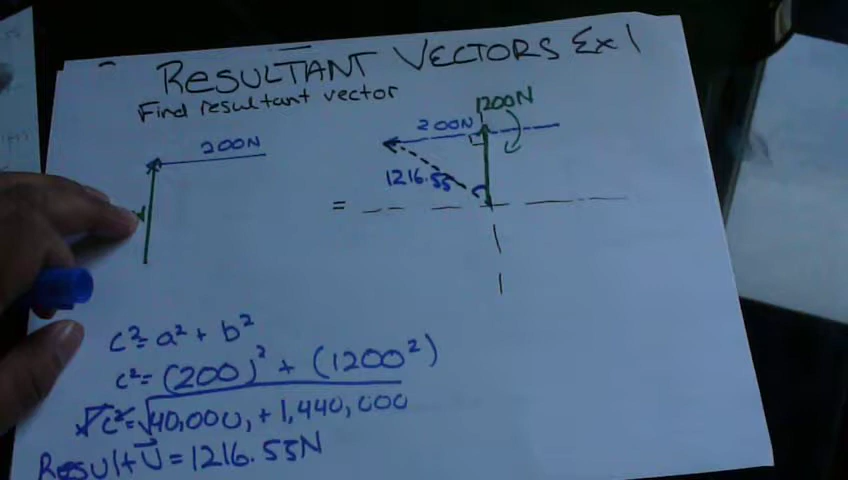 RESULTANT VECTORS Ex 1
Find resultant vector
200N
1200N
200N
1216.55
=
c²= a² + b²
c²= (200)² + (1200²)
√c²=√40,000, + 1,440,000
Result U = 1216.55N